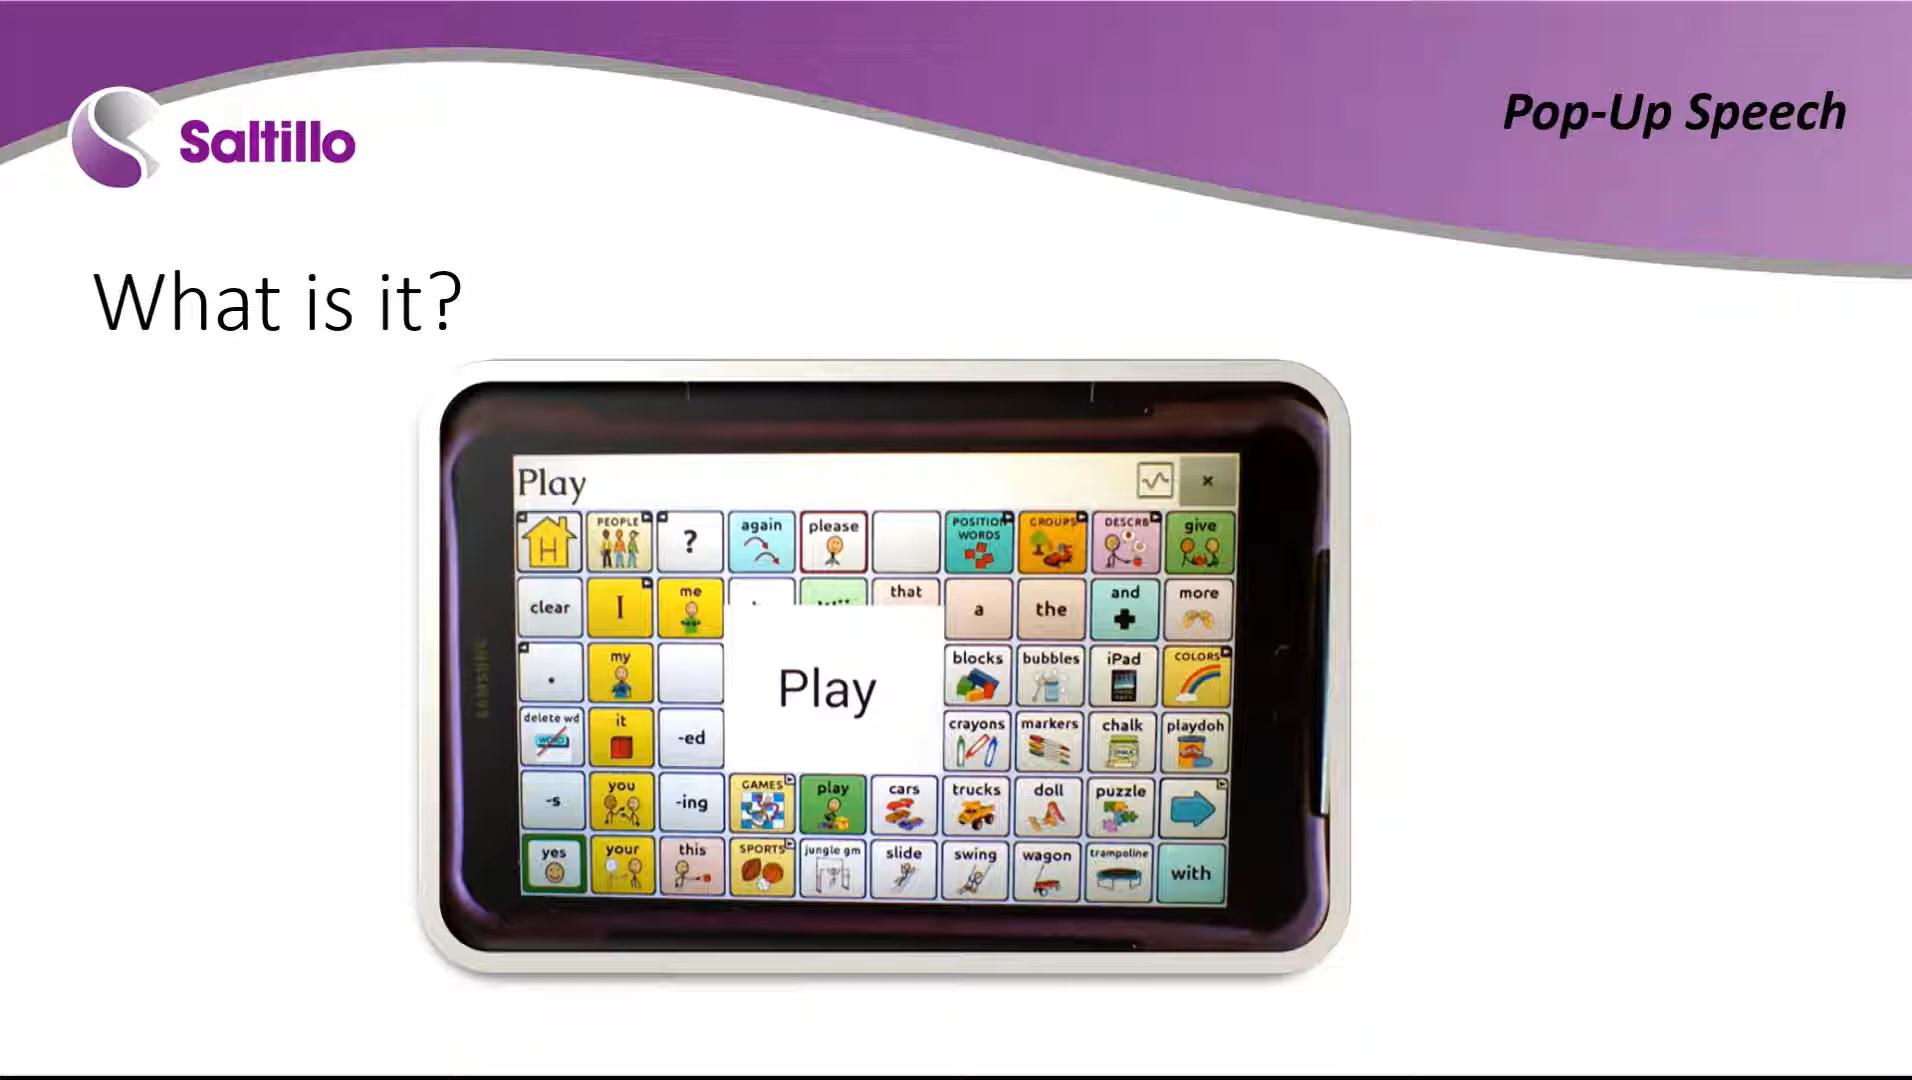 Pop-Up Speech
Saltillo
What is it?
Play
PEOPLE ? again please POSITION WORDS GROUPS DESCRB give
clear I me that a the and more
. my blocks bubbles iPad COLORS
Play
delete wd it -ed crayons markers chalk playdoh
-s you -ing GAMES play cars trucks doll puzzle
yes your this SPORTS jungle gm slide swing wagon trampoline with
SAMSUNG